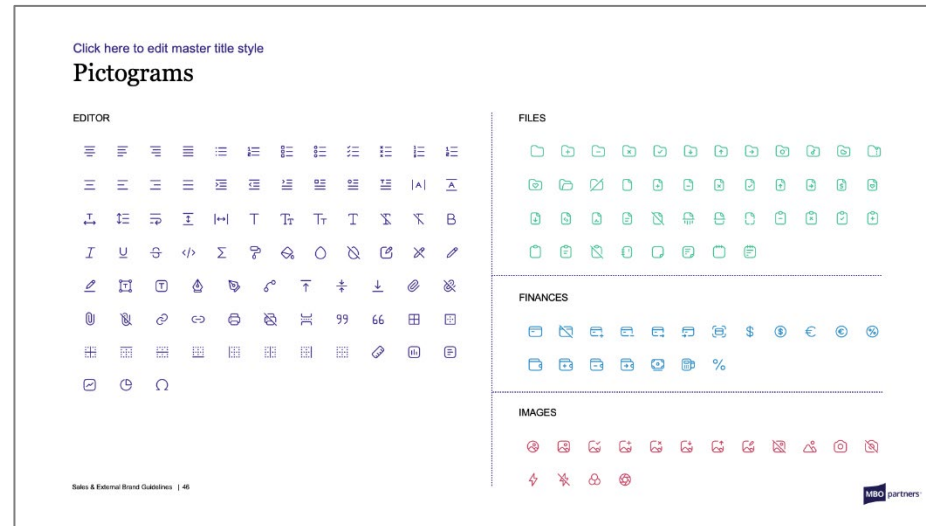 Click here to edit master title style
Pictograms
EDITOR
FILES
FINANCES
IMAGES
Sales & External Brand Guidelines | 46
MBO partners